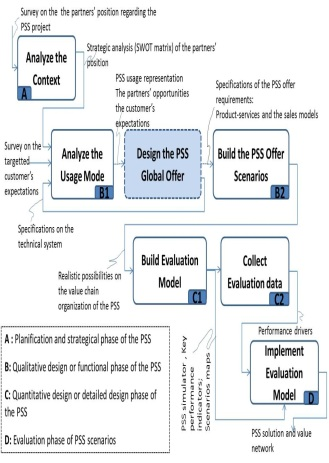 Survey on the  the partners' position regarding the
PSS project
Analyze the
Context
A
Strategic analysis (SWOT matrix) of the partners'
position
PSS usage representation
The partners' opportunities
the customer's
expectations
Specifications of the PSS offer
requirements:
Product-services and the sales models
Survey on the
targetted
customer's
expectations
Analyze the
Usage Mode
B1
Design the PSS
Global Offer
Build the PSS Offer
Scenarios
B2
Specifications on the
technical system
Realistic possibilities on
the value chain
organization of the PSS
Build Evaluation
Model
C1
Collect
Evaluation data
C2
Performance drivers
PSS simulator , Key
performance
indicators;
Scenarios maps
Implement
Evaluation
Model
D
PSS solution and value
network
A : Planification and strategical phase of the PSS
B: Qualitative design or functional phase of the PSS
C: Quantitative design or detailed design phase of
the PSS
D: Evaluation phase of PSS scenarios